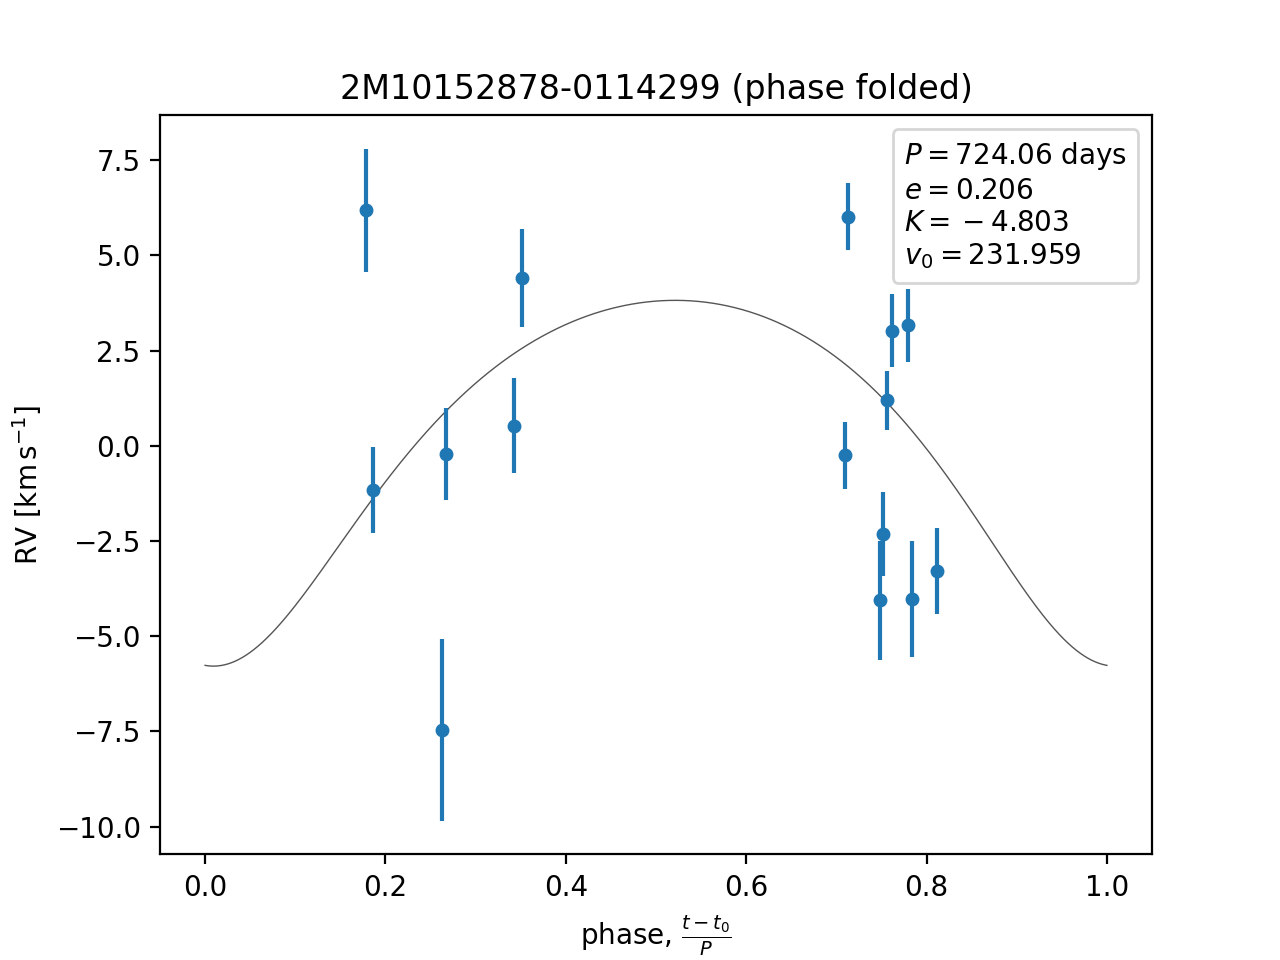 2M10152878-0114299 (phase folded)
P = 724.06 days
e = 0.206
K = −4.803
v₀ = 231.959
RV [km s⁻¹]
7.5
5.0
2.5
0.0
−2.5
−5.0
−7.5
−10.0
0.0 0.2 0.4 0.6 0.8 1.0
phase, (t − t₀)/P